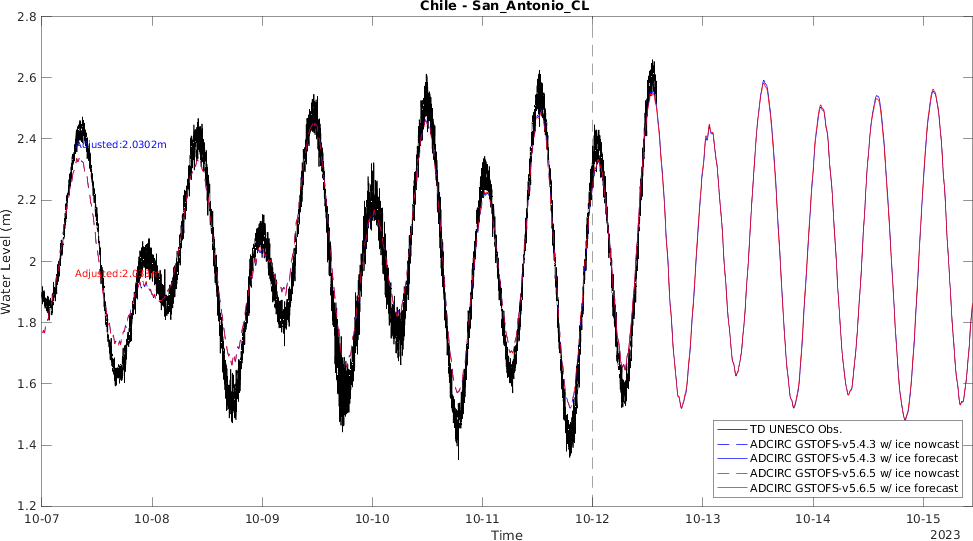 Chile - San_Antonio_CL
2.8
2.6
2.4
2.2
2
1.8
1.6
1.4
1.2
Water Level (m)
Adjusted:2.0302m
TD UNESCO Obs.
ADCIRC GSTOFS-v5.4.3 w/ ice nowcast
ADCIRC GSTOFS-v5.4.3 w/ ice forecast
ADCIRC GSTOFS-v5.6.5 w/ ice nowcast
ADCIRC GSTOFS-v5.6.5 w/ ice forecast
10-07 10-08 10-09 10-10 10-11 10-12 10-13 10-14 10-15
Time
2023